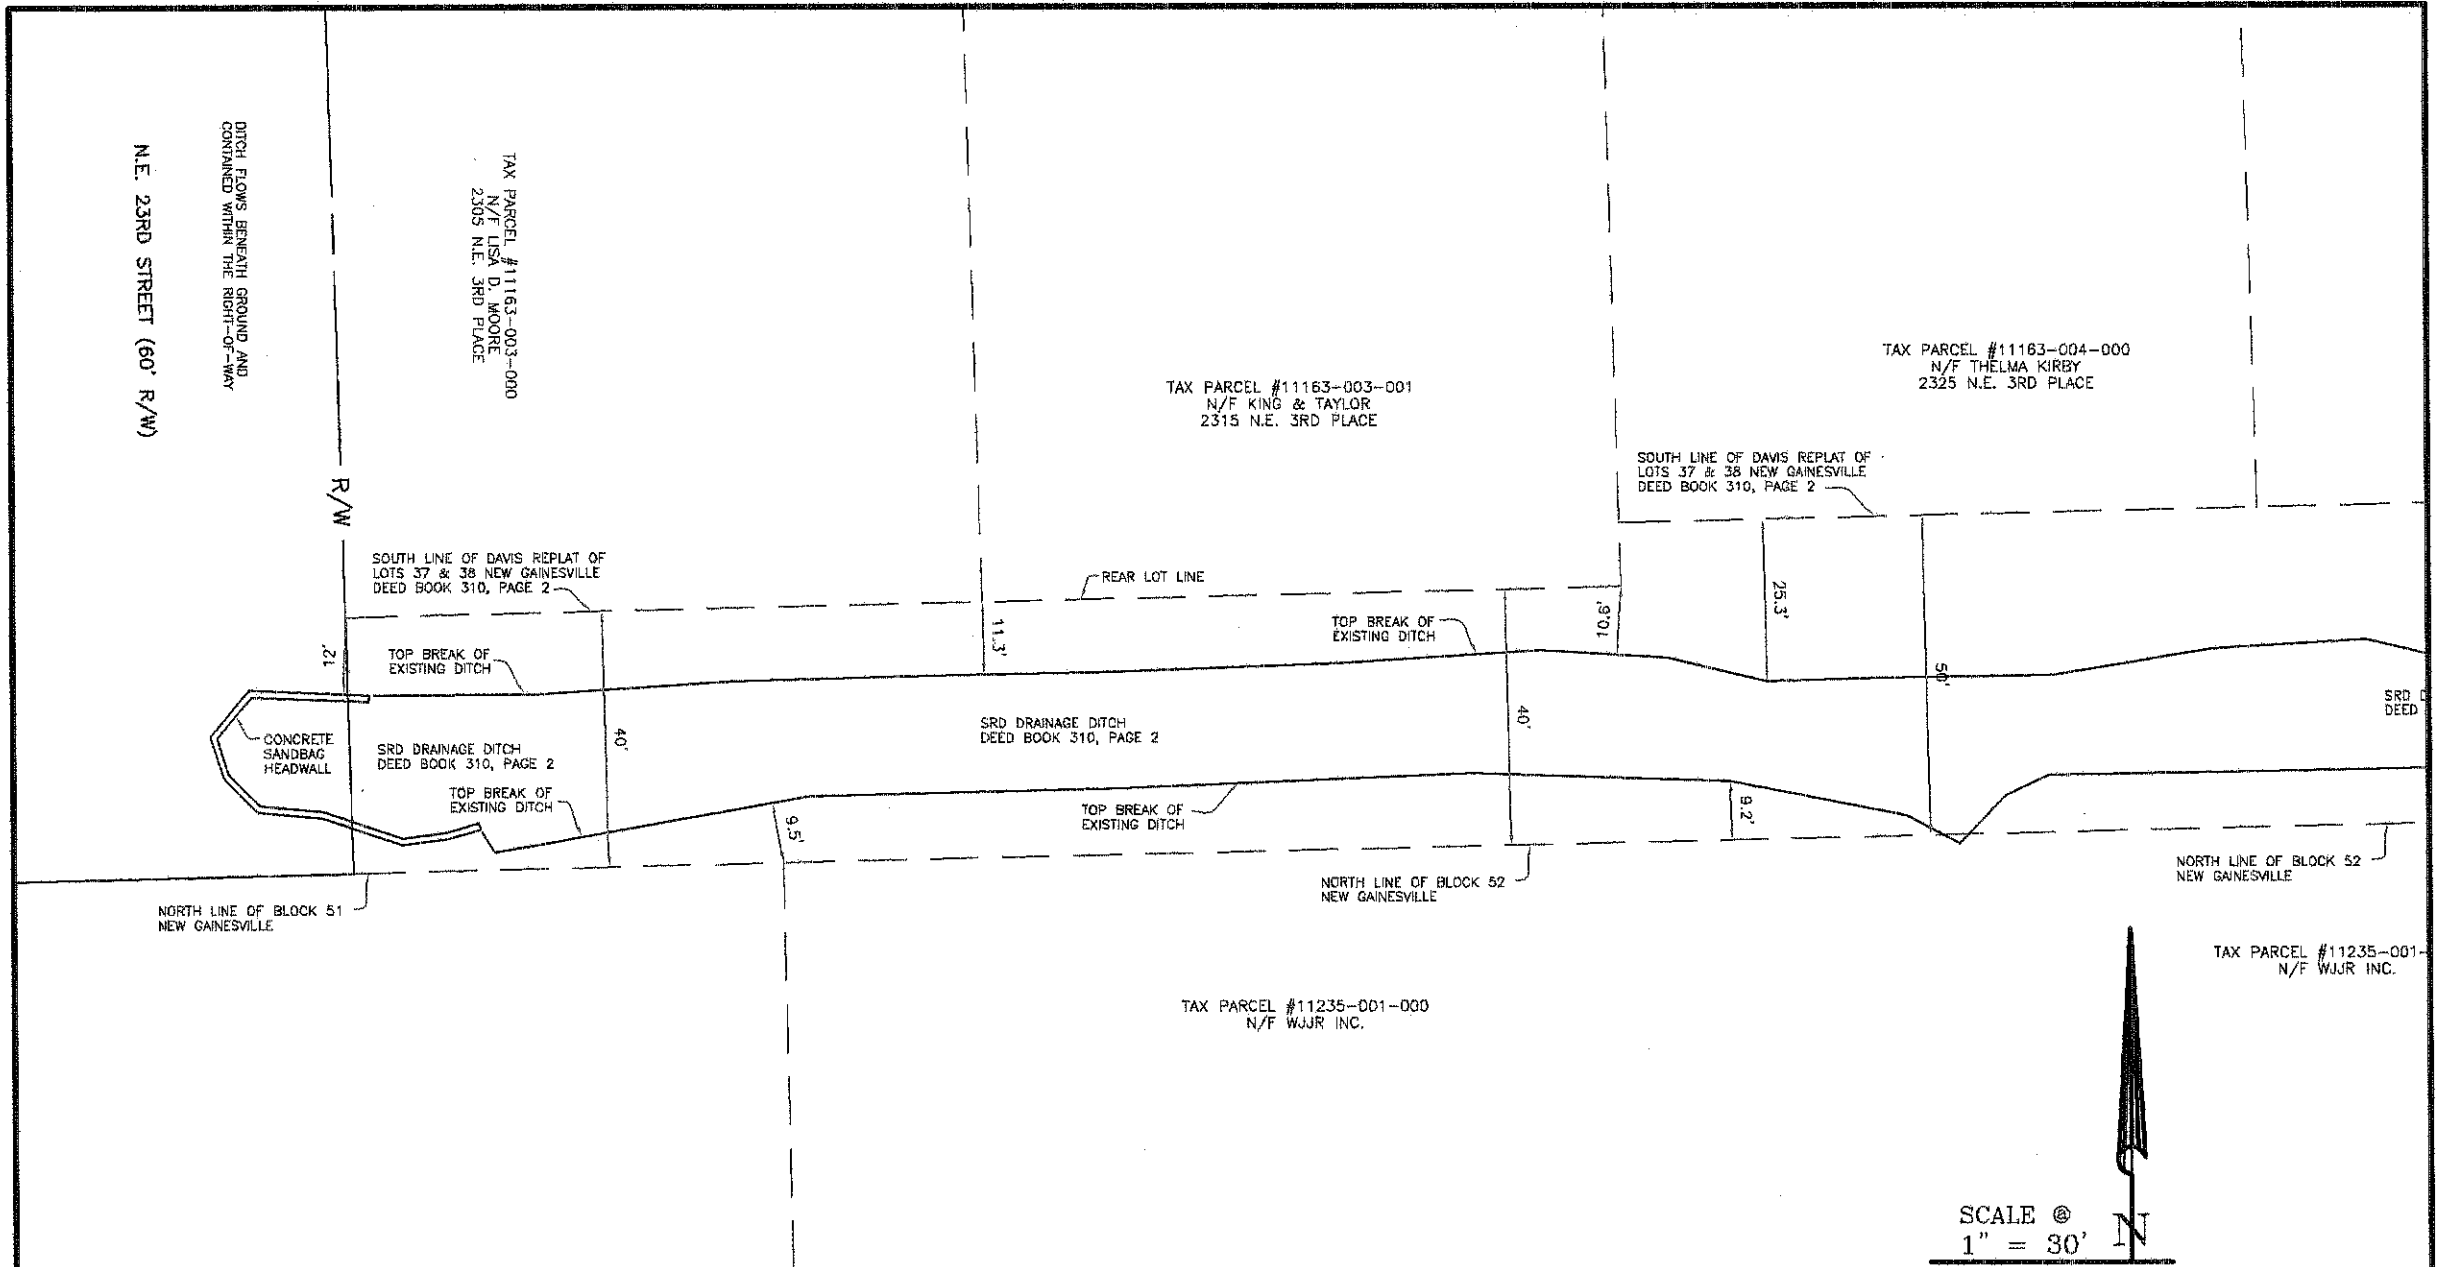 N.E. 23RD STREET (60' R/W)
DITCH FLOWS BENEATH GROUND AND
CONTAINED WITHIN THE RIGHT-OF-WAY
R/W
TAX PARCEL #11163-003-000
N/F LISA D. MOORE
2305 N.E. 3RD PLACE
TAX PARCEL #11163-003-001
N/F KING & TAYLOR
2315 N.E. 3RD PLACE
TAX PARCEL #11163-004-000
N/F THELMA KIRBY
2325 N.E. 3RD PLACE
SOUTH LINE OF DAVIS REPLAT OF
LOTS 37 & 38 NEW GAINESVILLE
DEED BOOK 310, PAGE 2
SOUTH LINE OF DAVIS REPLAT OF
LOTS 37 & 38 NEW GAINESVILLE
DEED BOOK 310, PAGE 2
REAR LOT LINE
12'
TOP BREAK OF
EXISTING DITCH
11.3'
TOP BREAK OF
EXISTING DITCH
10.9'
25.3'
50'
CONCRETE
SANDBAG
HEADWALL
SRD DRAINAGE DITCH
DEED BOOK 310, PAGE 2
40'
SRD DRAINAGE DITCH
DEED BOOK 310, PAGE 2
40'
SRD
DEED
TOP BREAK OF
EXISTING DITCH
9.5'
TOP BREAK OF
EXISTING DITCH
9.2'
NORTH LINE OF BLOCK 51
NEW GAINESVILLE
NORTH LINE OF BLOCK 52
NEW GAINESVILLE
NORTH LINE OF BLOCK 52
NEW GAINESVILLE
TAX PARCEL #11235-001-000
N/F WJJR INC.
TAX PARCEL #11235-001-
N/F WJJR INC.
SCALE @
1" = 30'
N